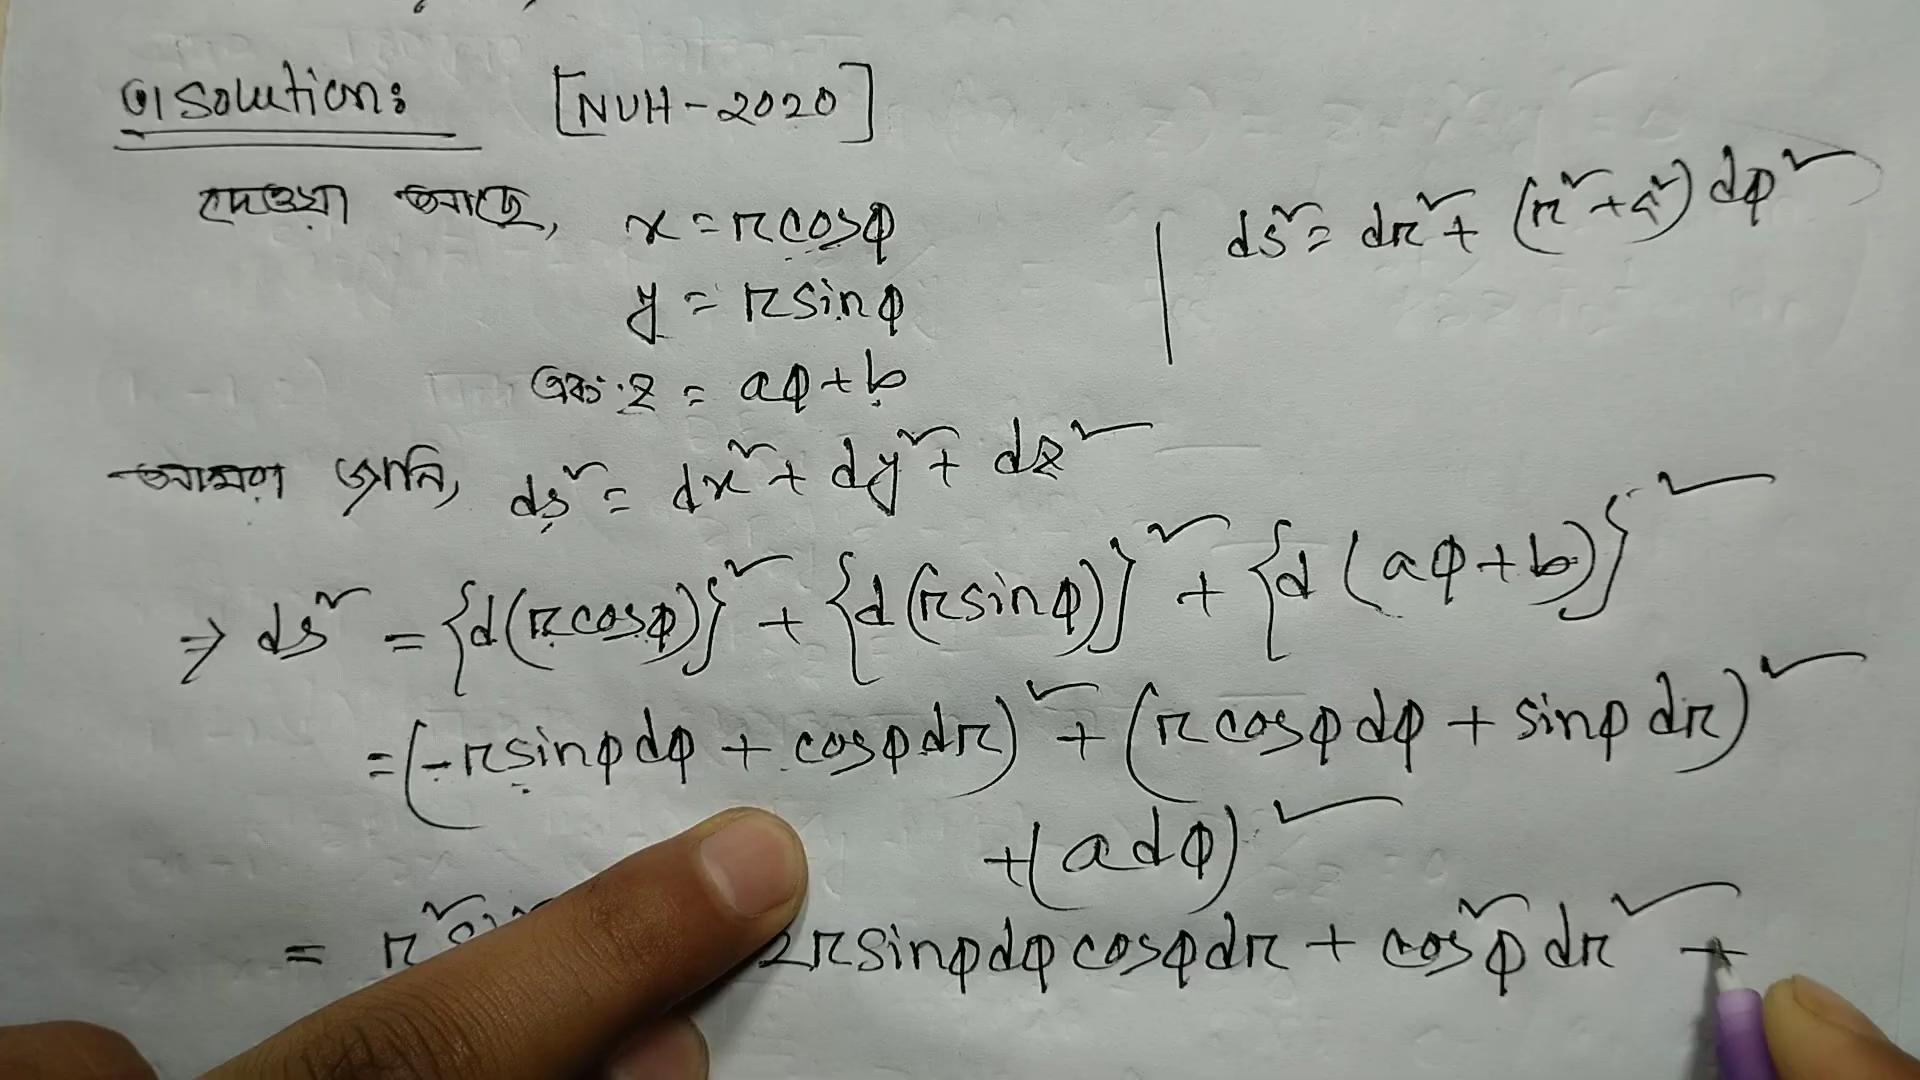 ৩। Solution: [NUH-2020]
দেওয়া আছে, x = r cosφ
y = r sinφ
এবং z = aφ+b
ds² = dr² + (r²+a²) dφ²
আমরা জানি, ds² = dx² + dy² + dz²
⇒ ds² = {d(r cosφ)}² + {d(r sinφ)}² + {d(aφ+b)}²
= (-r sinφ dφ + cosφ dr)² + (r cosφ dφ + sinφ dr)²
+ (a dφ)²
= r² 2r sinφ dφ cosφ dr + cos²φ dr² +